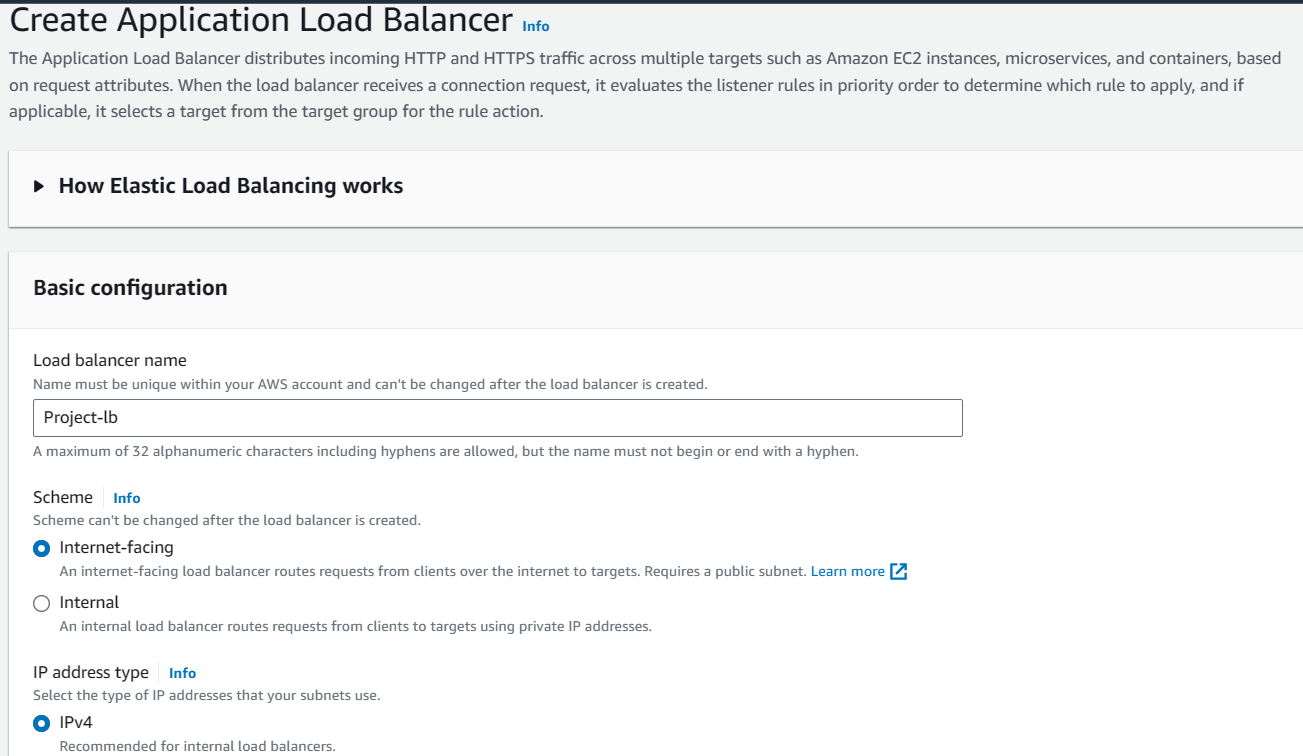 Create Application Load Balancer Info
The Application Load Balancer distributes incoming HTTP and HTTPS traffic across multiple targets such as Amazon EC2 instances, microservices, and containers, based
on request attributes. When the load balancer receives a connection request, it evaluates the listener rules in priority order to determine which rule to apply, and if
applicable, it selects a target from the target group for the rule action.
How Elastic Load Balancing works
Basic configuration
Load balancer name
Name must be unique within your AWS account and can't be changed after the load balancer is created.
Project-lb
A maximum of 32 alphanumeric characters including hyphens are allowed, but the name must not begin or end with a hyphen.
Scheme Info
Scheme can't be changed after the load balancer is created.
Internet-facing
An internet-facing load balancer routes requests from clients over the internet to targets. Requires a public subnet. Learn more
Internal
An internal load balancer routes requests from clients to targets using private IP addresses.
IP address type Info
Select the type of IP addresses that your subnets use.
IPv4
Recommended for internal load balancers.